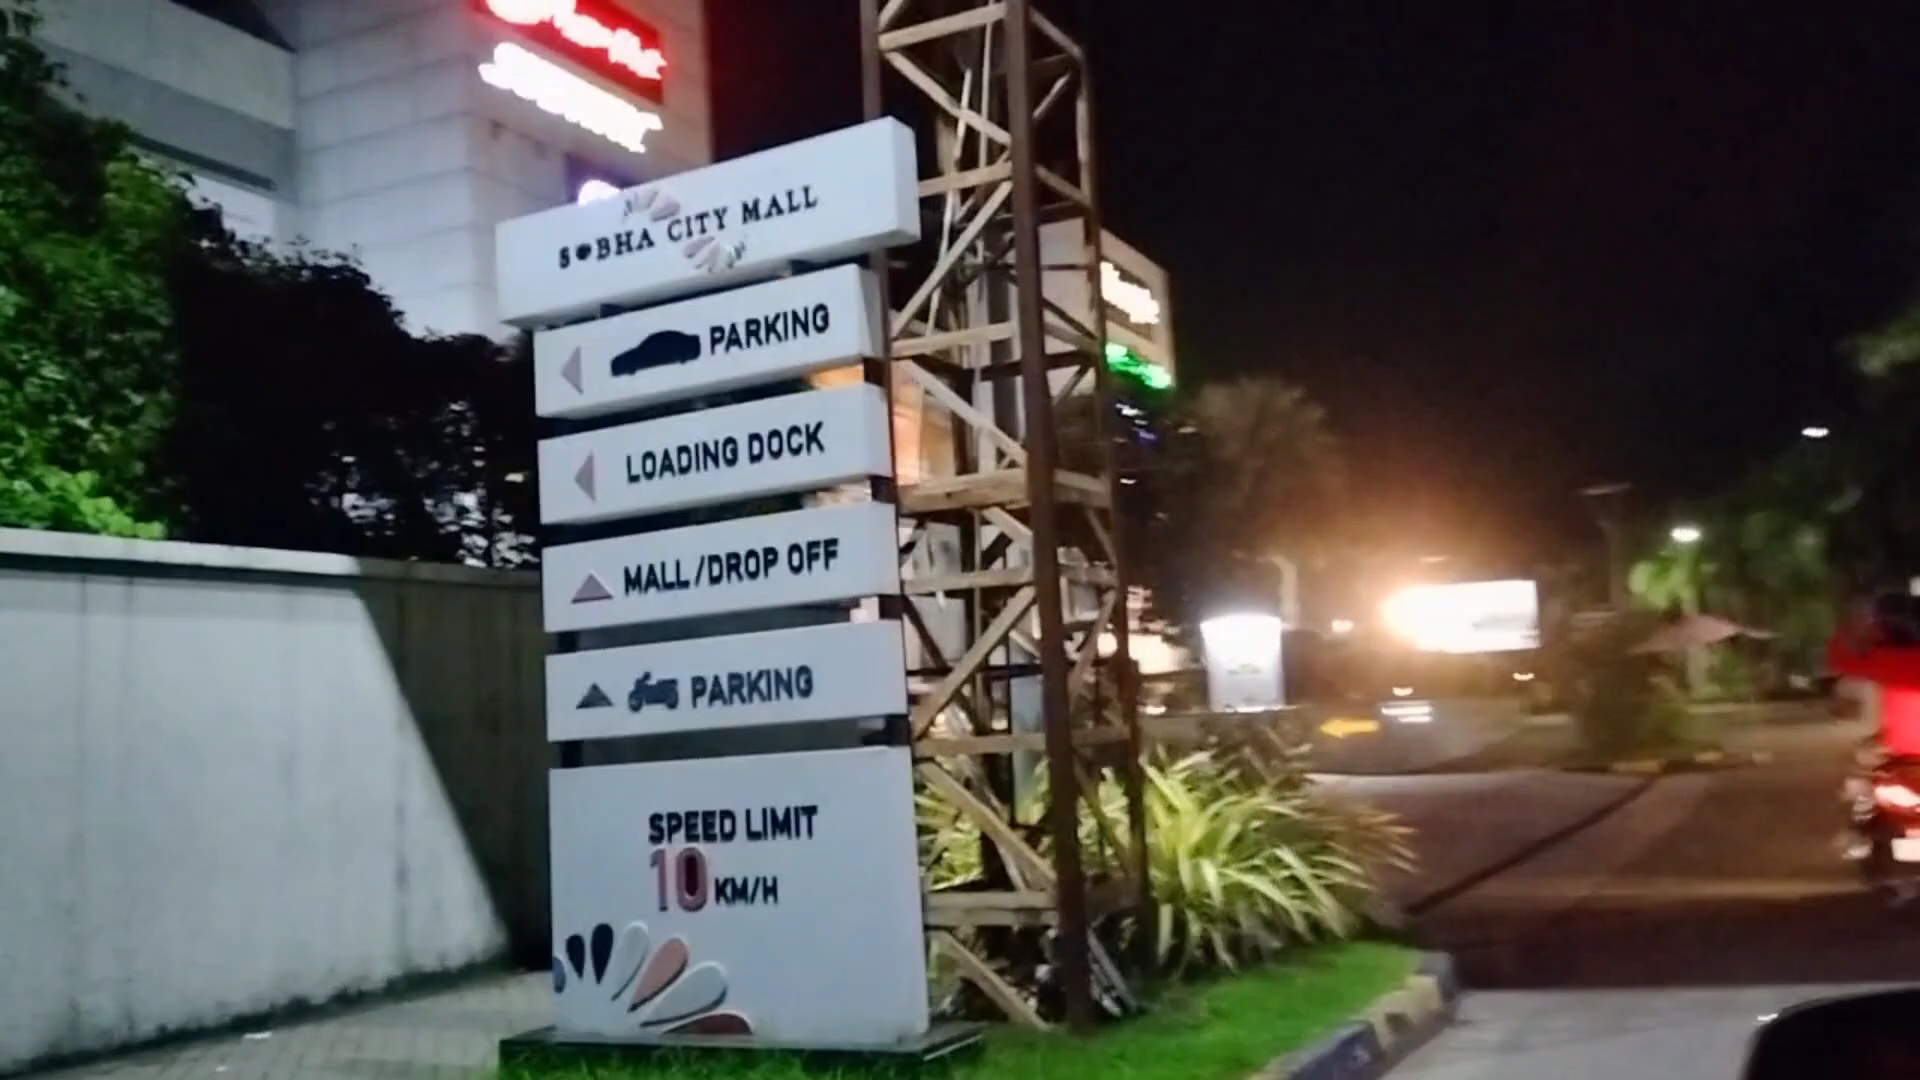 SOBHA CITY MALL
PARKING
LOADING DOCK
MALL/DROP OFF
PARKING
SPEED LIMIT
10 KM/H